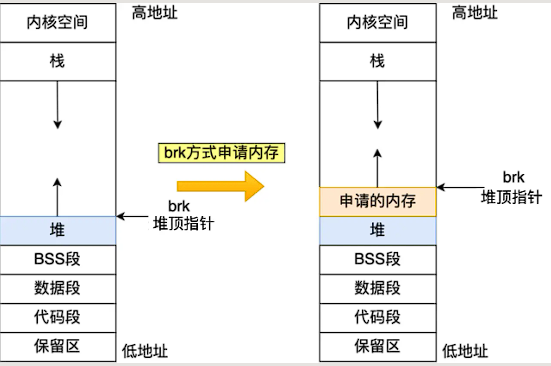 高地址
内核空间
栈
brk
堆顶指针
堆
BSS段
数据段
代码段
保留区
低地址
brk方式申请内存
高地址
内核空间
栈
brk
堆顶指针
申请的内存
堆
BSS段
数据段
代码段
保留区
低地址